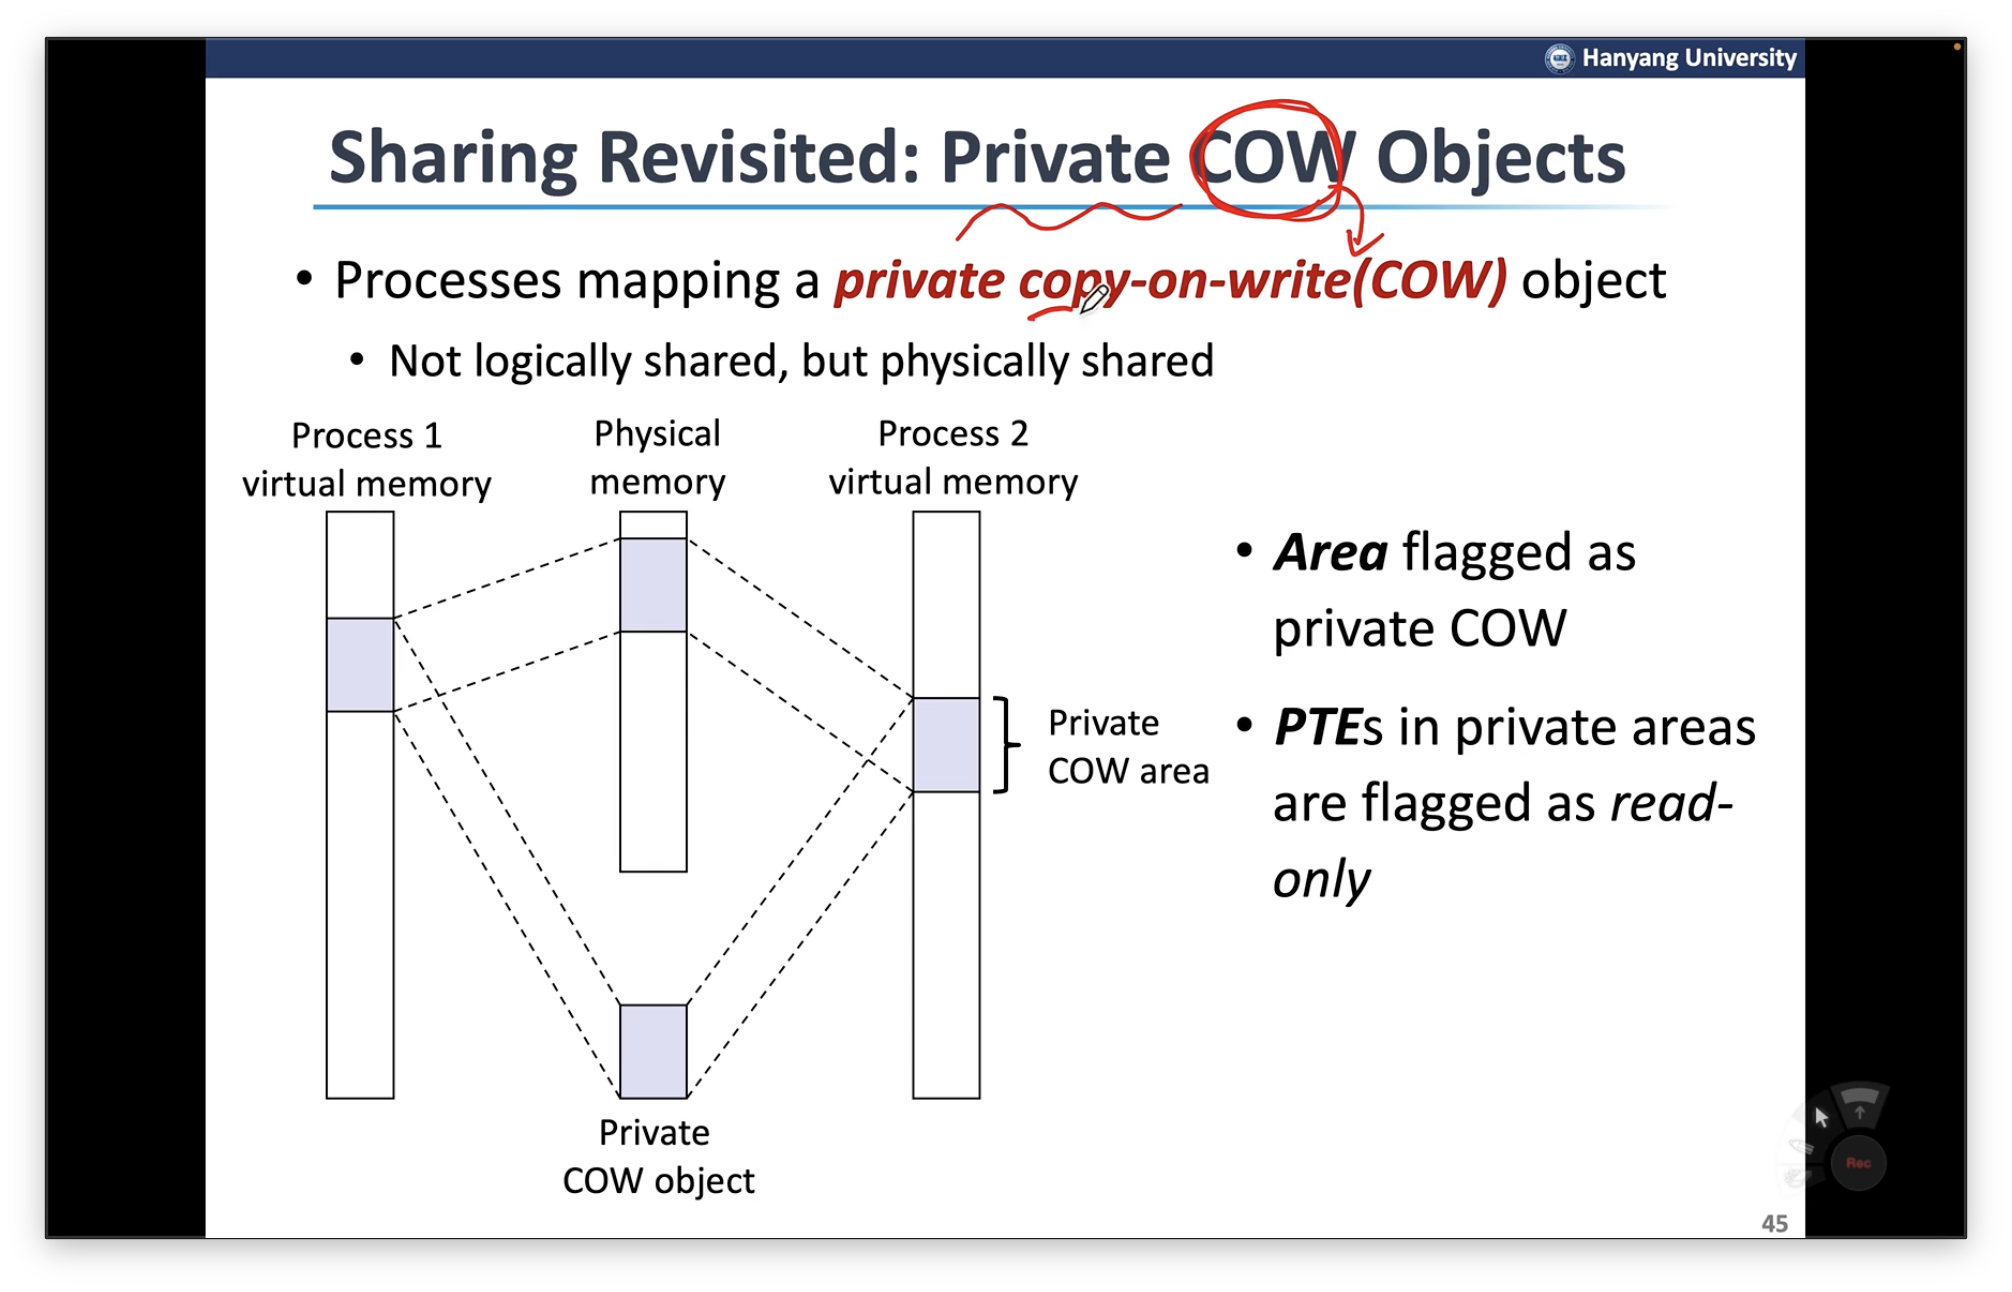 Hanyang University
Sharing Revisited: Private COW Objects
• Processes mapping a private copy-on-write(COW) object
• Not logically shared, but physically shared
Process 1
virtual memory
Physical
memory
Process 2
virtual memory
Private
COW area
Private
COW object
• Area flagged as
private COW
• PTEs in private areas
are flagged as read-
only
Rec
45